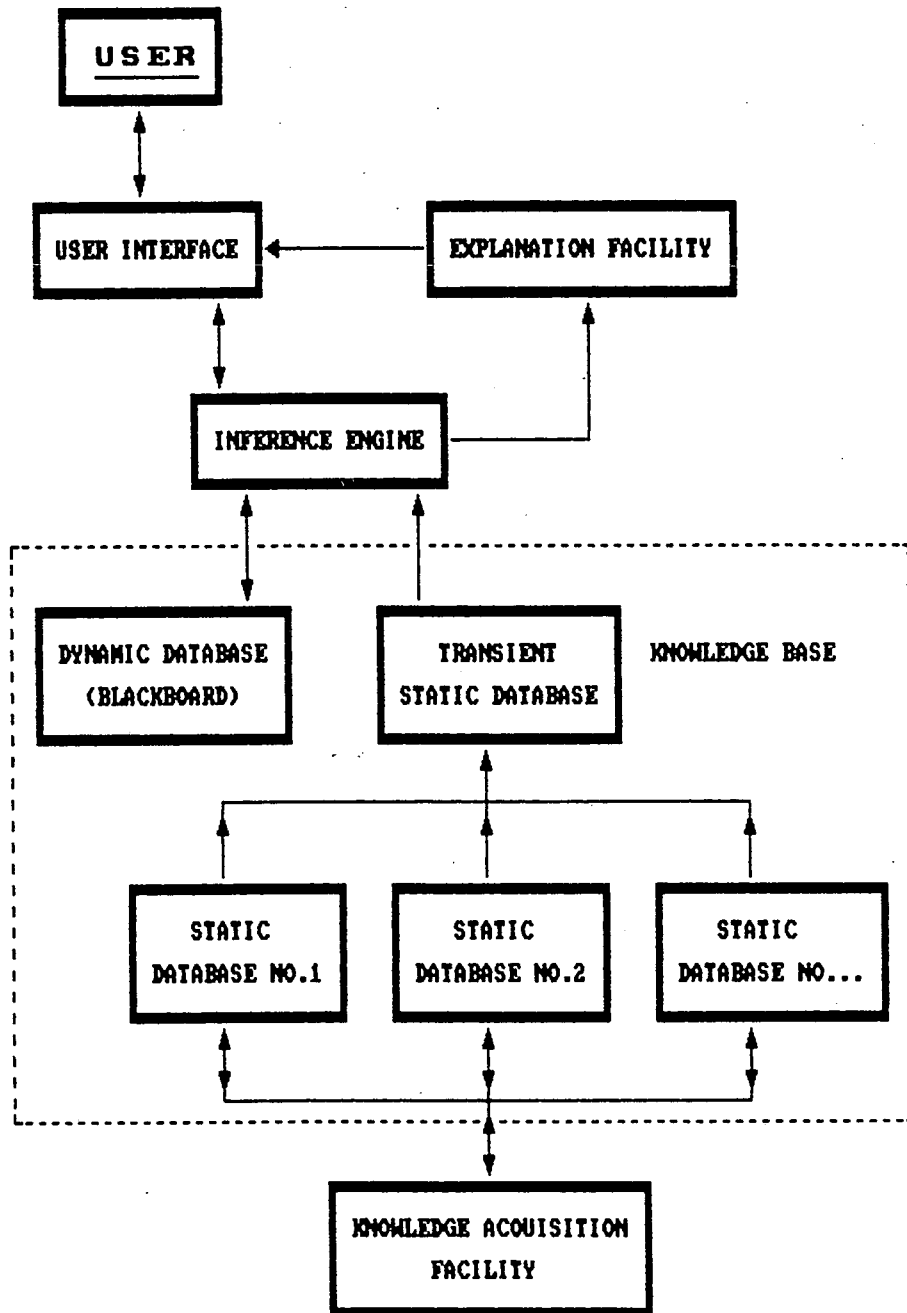 USER
USER INTERFACE
EXPLANATION FACILITY
INFERENCE ENGINE
DYNAMIC DATABASE
(BLACKBOARD)
TRANSIENT
STATIC DATABASE
KNOWLEDGE BASE
STATIC
DATABASE NO.1
STATIC
DATABASE NO.2
STATIC
DATABASE NO...
KNOWLEDGE ACQUISITION
FACILITY